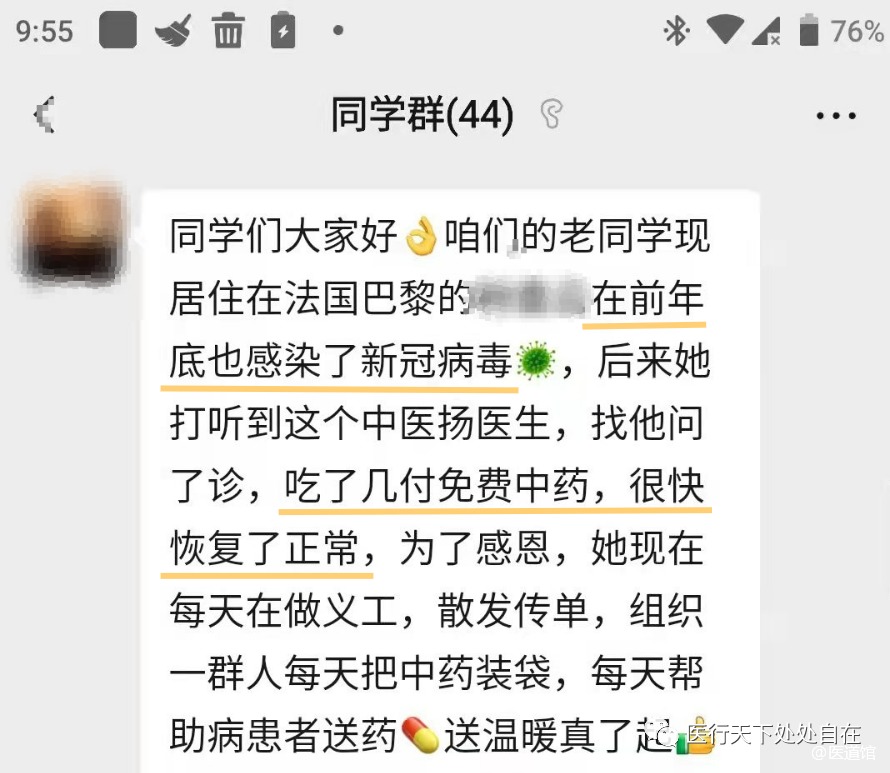 9:55
76%
同学群(44)
同学们大家好👌咱们的老同学现
居住在法国巴黎的 在前年
底也感染了新冠病毒，后来她
打听到这个中医扬医生，找他问
了诊，吃了几付免费中药，很快
恢复了正常，为了感恩，她现在
每天在做义工，散发传单，组织
一群人每天把中药装袋，每天帮
助病患者送药💊送温暖真了起👍
医行天下处处自在
@医道馆